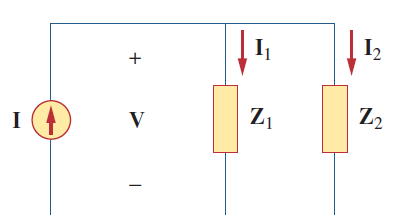 +
I₁
I₂
I
V
Z₁
Z₂
−